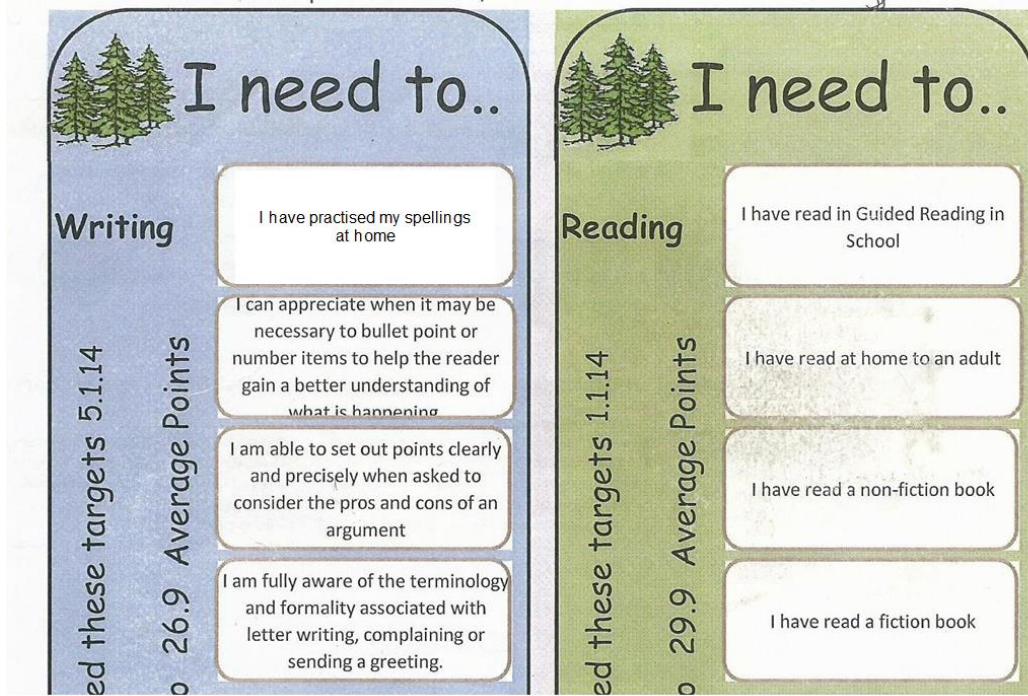 I need to..
Writing
I have practised my spellings
at home
I can appreciate when it may be
necessary to bullet point or
number items to help the reader
gain a better understanding of
what is happening
I am able to set out points clearly
and precisely when asked to
consider the pros and cons of an
argument
I am fully aware of the terminology
and formality associated with
letter writing, complaining or
sending a greeting.
these targets 5.1.14
26.9 Average Points
I need to..
Reading
I have read in Guided Reading in
School
I have read at home to an adult
I have read a non-fiction book
I have read a fiction book
these targets 1.1.14
29.9 Average Points